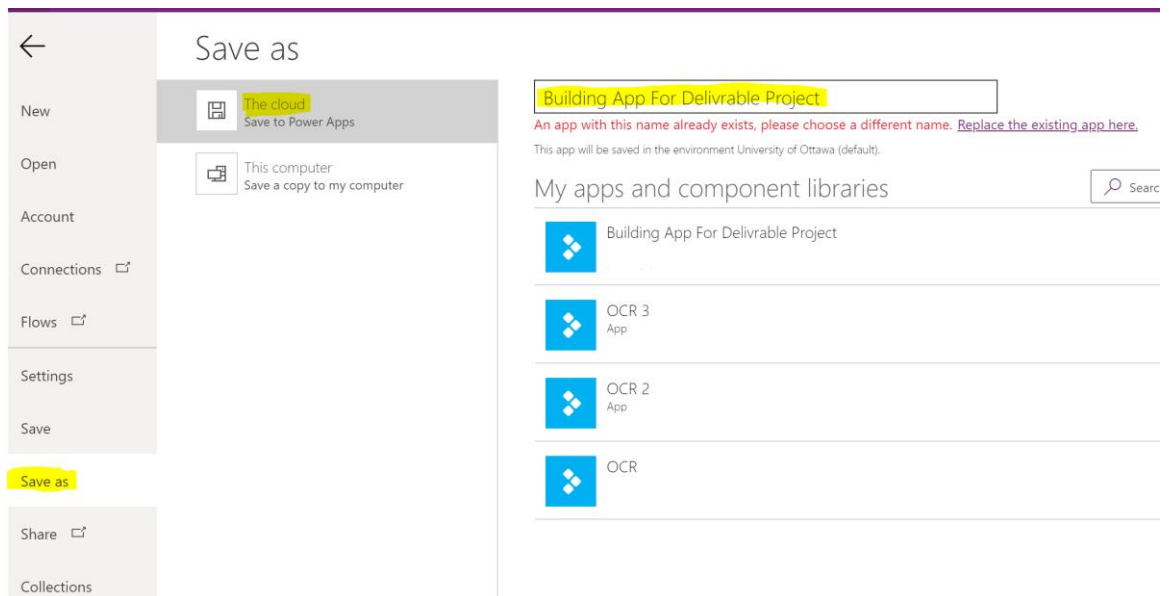 Save as
New
Open
Account
Connections
Flows
Settings
Save
Save as
Share
Collections
The cloud
Save to Power Apps
This computer
Save a copy to my computer
Building App For Delivrable Project
An app with this name already exists, please choose a different name. Replace the existing app here.
This app will be saved in the environment University of Ottawa (default).
My apps and component libraries
Searc
Building App For Delivrable Project
OCR 3
App
OCR 2
App
OCR